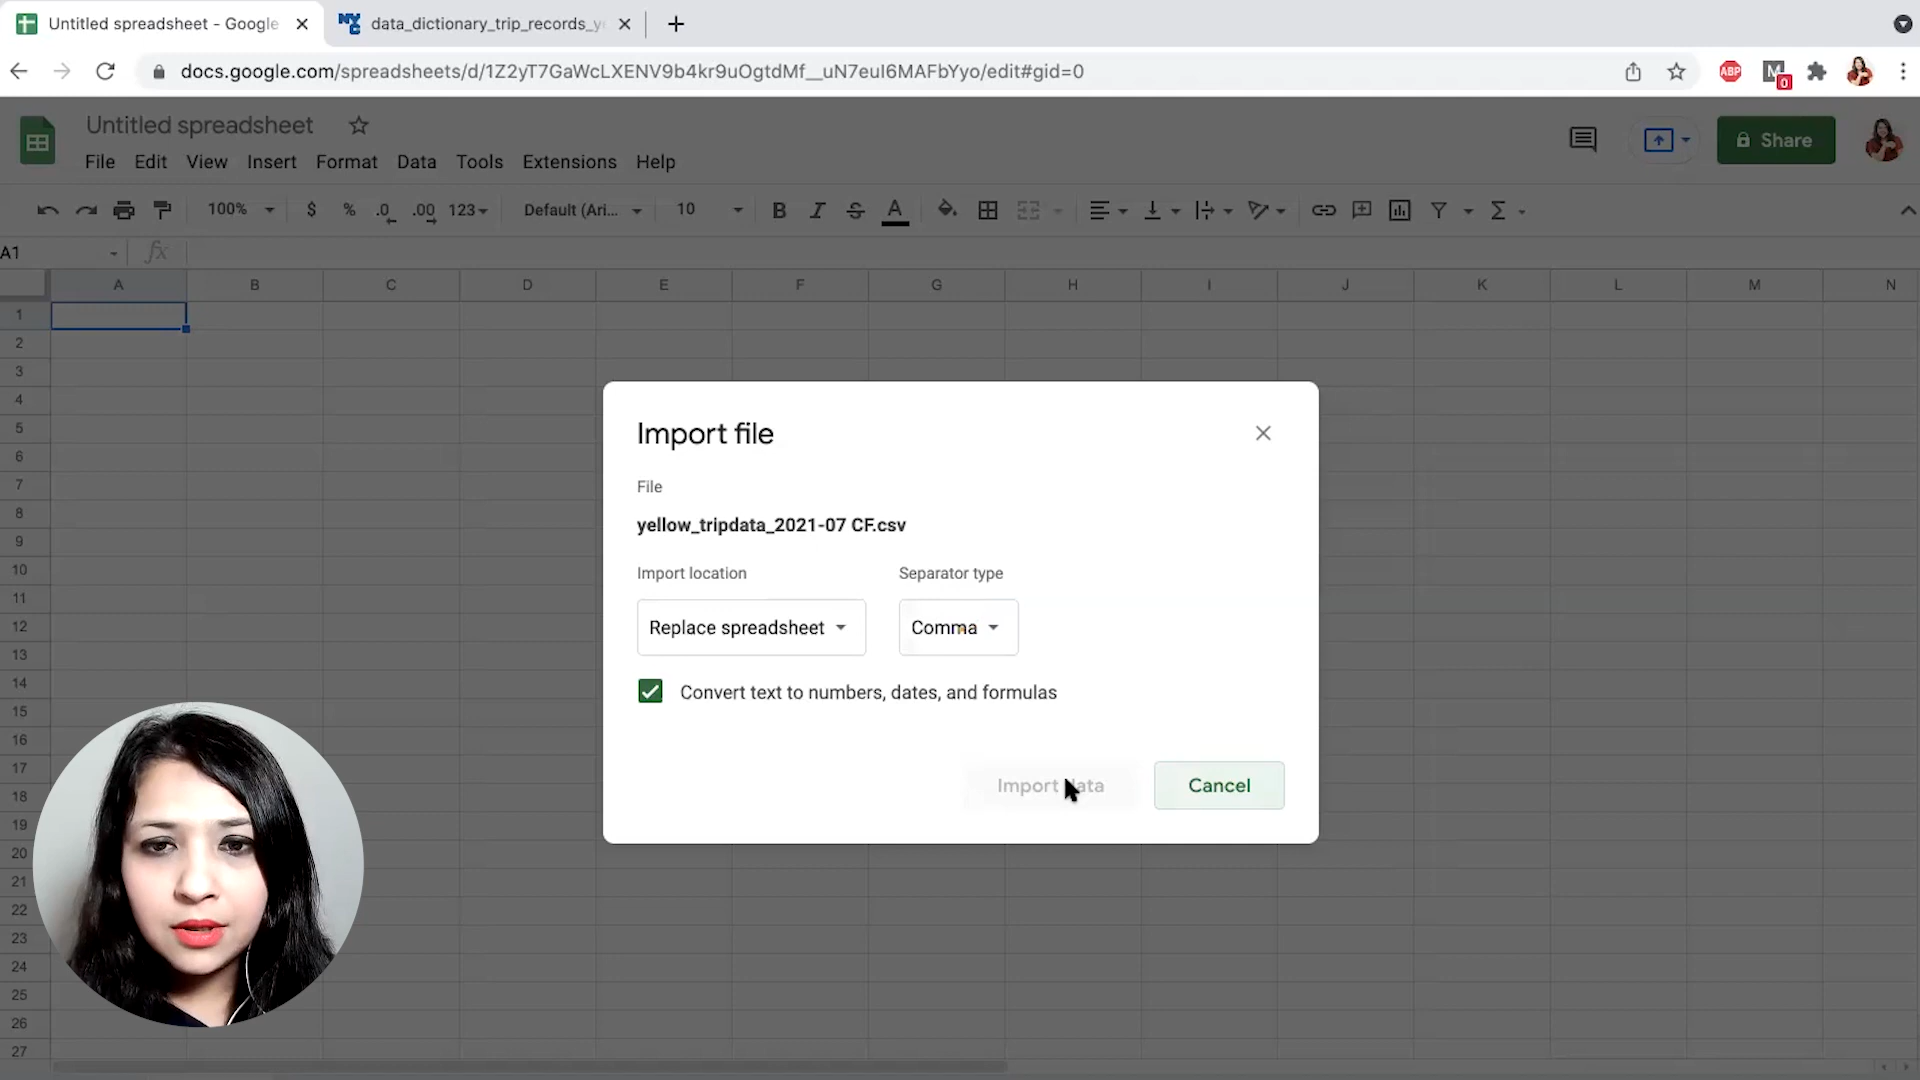 Untitled spreadsheet - Google
data_dictionary_trip_records_y
docs.google.com/spreadsheets/d/1Z2yT7GaWcLXENV9b4kr9uOgtdMf__uN7euI6MAFbYyo/edit#gid=0
ABP
M
0
Untitled spreadsheet
File Edit View Insert Format Data Tools Extensions Help
Share
100% $ % .0 .00 123 Default (Ari... 10 B I S A Σ
A1 fx
A B C D E F G H I J K L M N
1
2
3
4
5
6
7
8
9
10
11
12
13
14
15
16
17
18
19
20
21
22
23
24
25
26
27
Import file
File
yellow_tripdata_2021-07 CF.csv
Import location Separator type
Replace spreadsheet Comma
Convert text to numbers, dates, and formulas
Import data Cancel